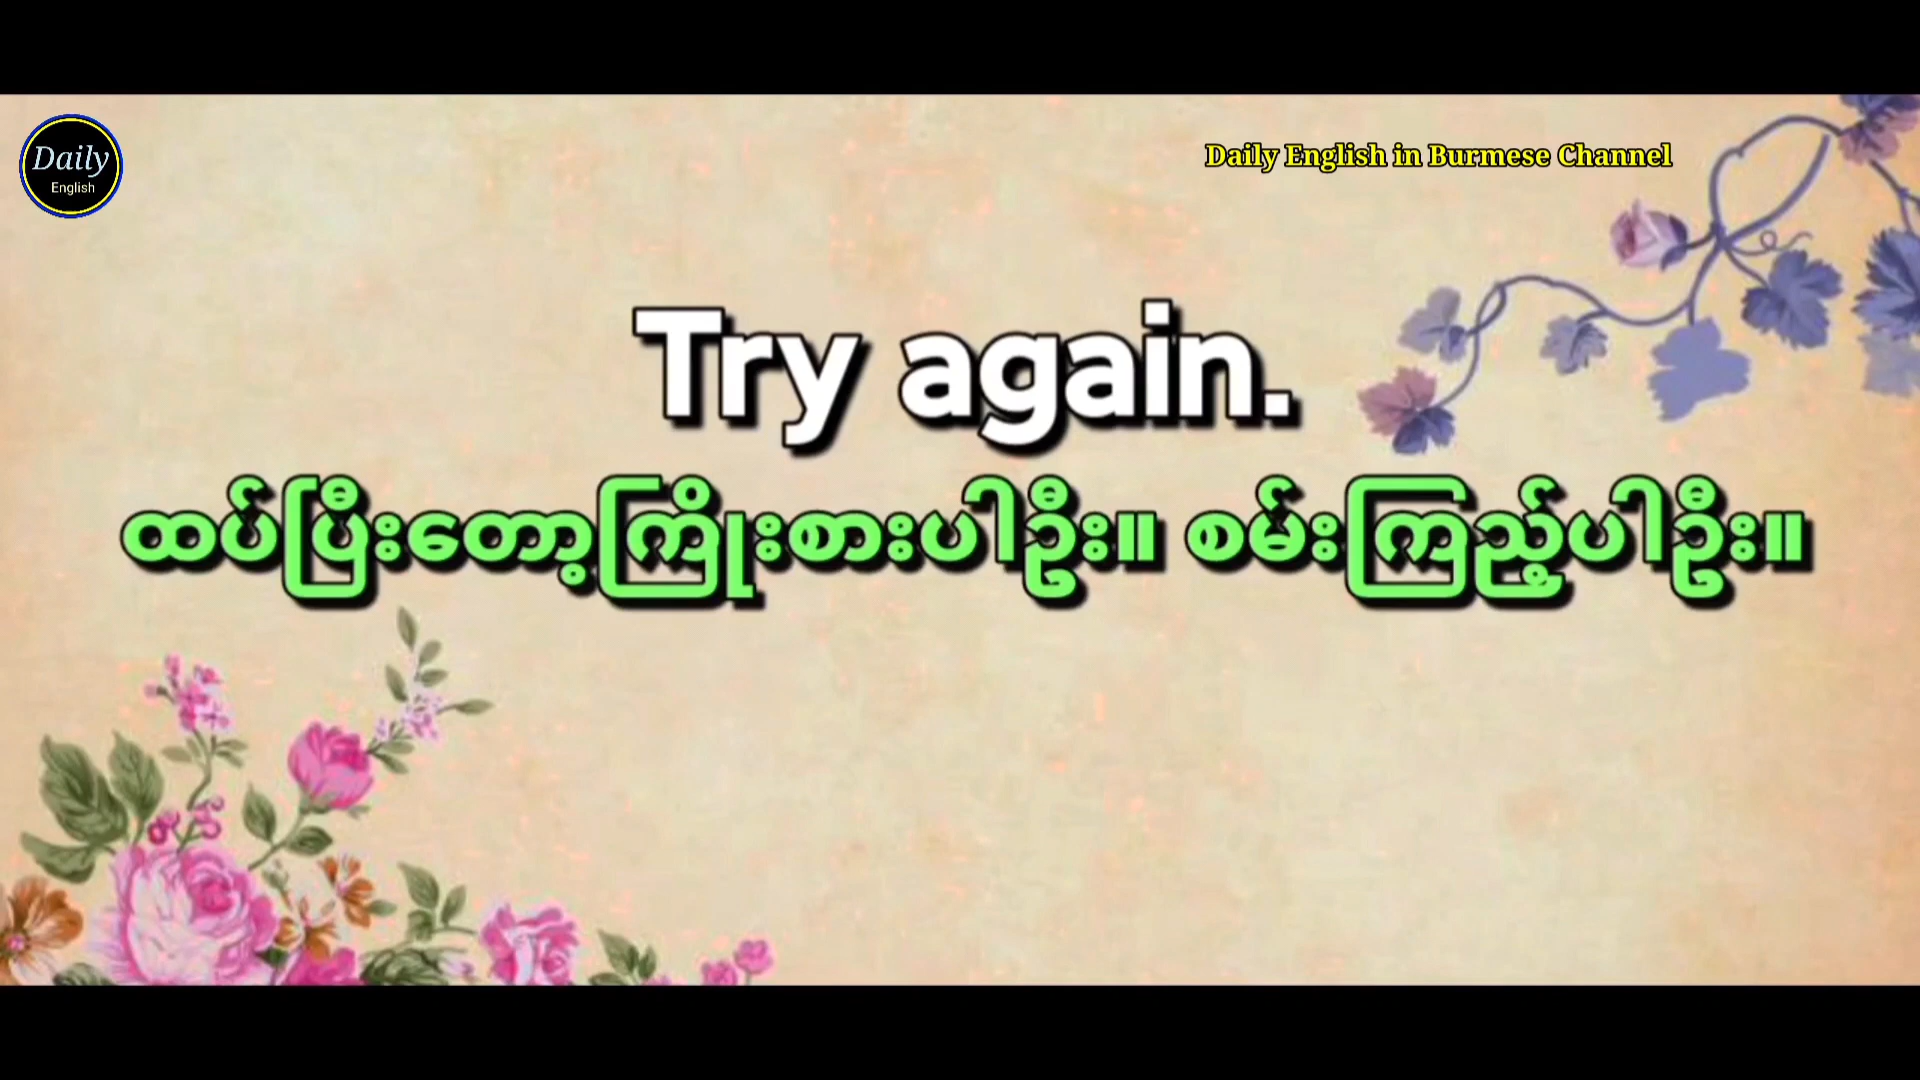 Daily
English
Daily English in Burmese Channel
Try again.
ထပ်ပြီးတော့ကြိုးစားပါဦး။ စမ်းကြည့်ပါဦး။